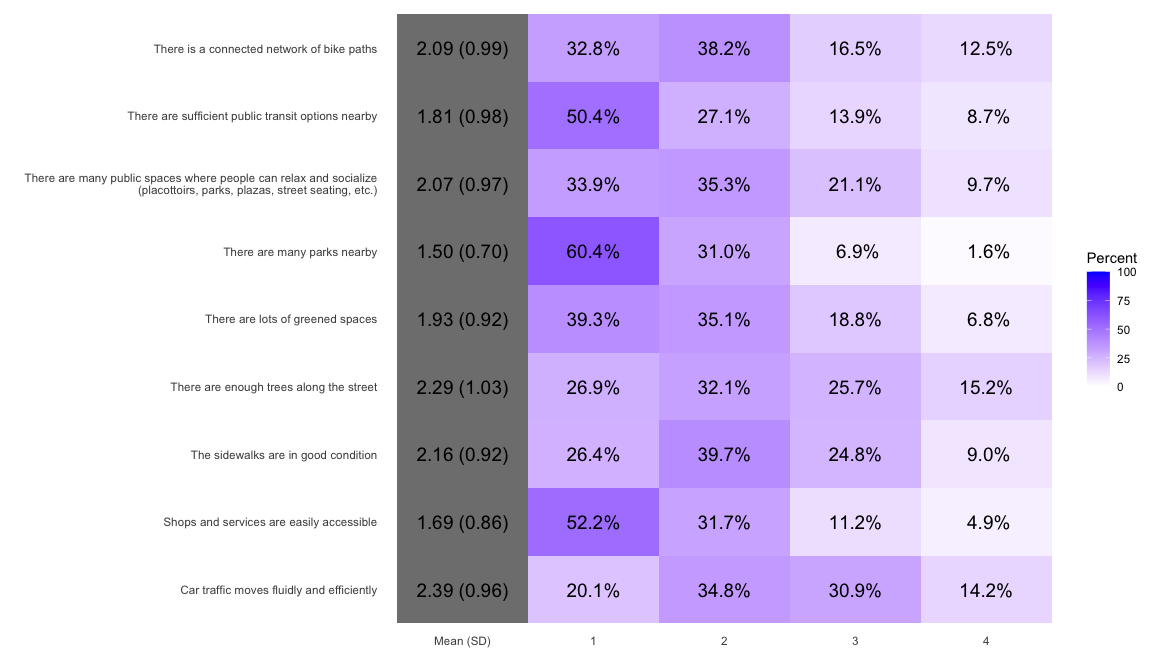 There is a connected network of bike paths 2.09 (0.99) 32.8% 38.2% 16.5% 12.5%
There are sufficient public transit options nearby 1.81 (0.98) 50.4% 27.1% 13.9% 8.7%
There are many public spaces where people can relax and socialize
(placottoirs, parks, plazas, street seating, etc.) 2.07 (0.97) 33.9% 35.3% 21.1% 9.7%
There are many parks nearby 1.50 (0.70) 60.4% 31.0% 6.9% 1.6%
There are lots of greened spaces 1.93 (0.92) 39.3% 35.1% 18.8% 6.8%
There are enough trees along the street 2.29 (1.03) 26.9% 32.1% 25.7% 15.2%
The sidewalks are in good condition 2.16 (0.92) 26.4% 39.7% 24.8% 9.0%
Shops and services are easily accessible 1.69 (0.86) 52.2% 31.7% 11.2% 4.9%
Car traffic moves fluidly and efficiently 2.39 (0.96) 20.1% 34.8% 30.9% 14.2%
Mean (SD) 1 2 3 4
Percent
100
75
50
25
0